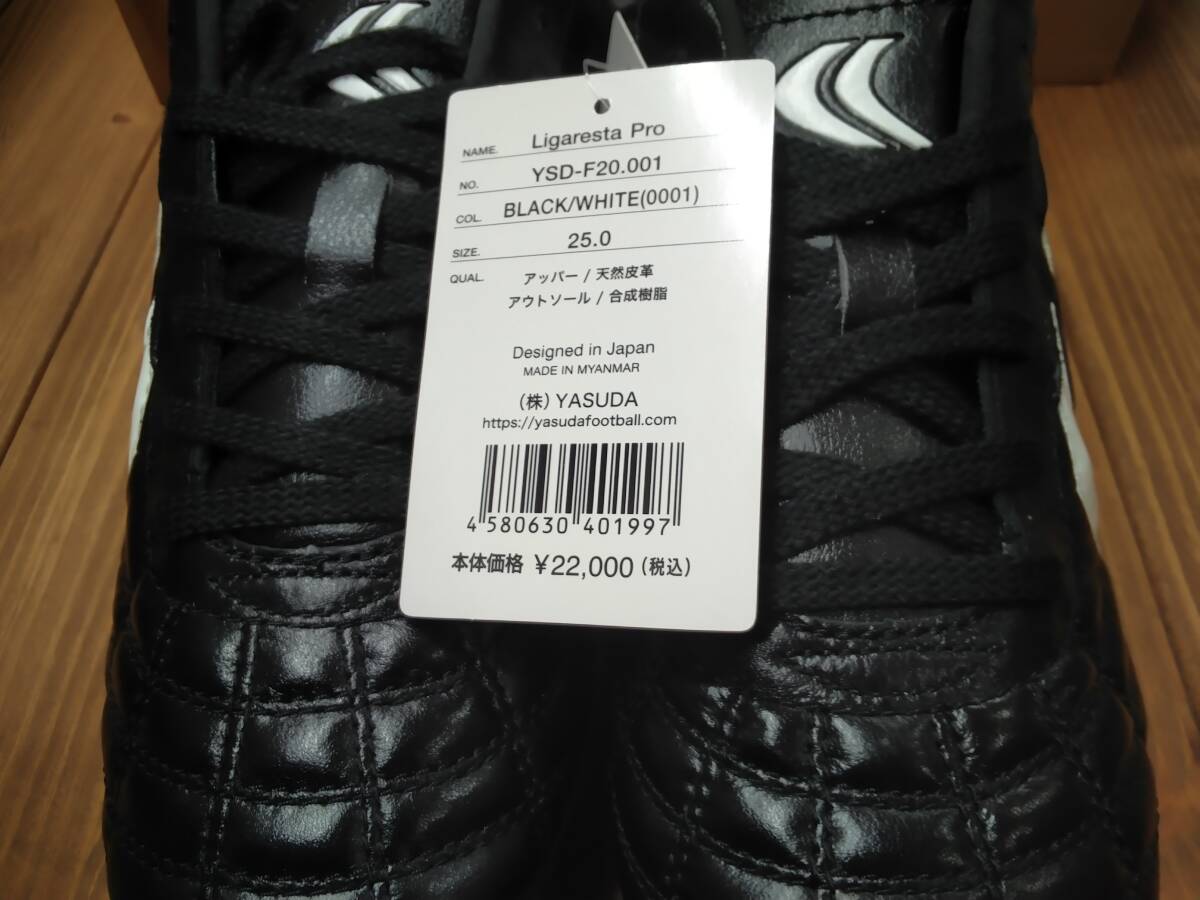 NAME. Ligaresta Pro
NO. YSD-F20.001
COL. BLACK/WHITE(0001)
SIZE. 25.0
QUAL. アッパー / 天然皮革
アウトソール / 合成樹脂
Designed in Japan
MADE IN MYANMAR
（株）YASUDA
https://yasudafootball.com
4 580630 401997
本体価格 ¥22,000（税込）